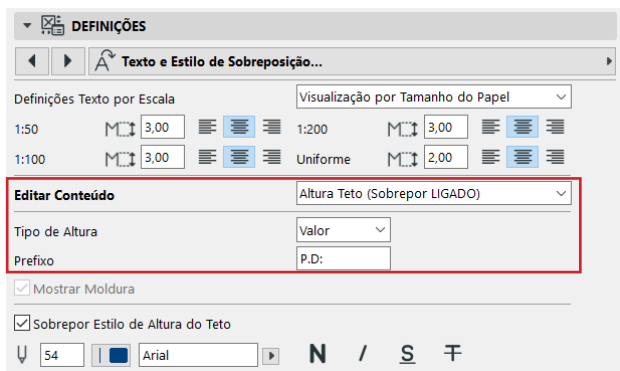 DEFINIÇÕES
Texto e Estilo de Sobreposição...
Definições Texto por Escala Visualização por Tamanho do Papel
1:50 3,00 1:200 3,00
1:100 3,00 Uniforme 2,00
Editar Conteúdo Altura Teto (Sobrepor LIGADO)
Tipo de Altura Valor
Prefixo P.D:
Mostrar Moldura
Sobrepor Estilo de Altura do Teto
54 Arial N I S T